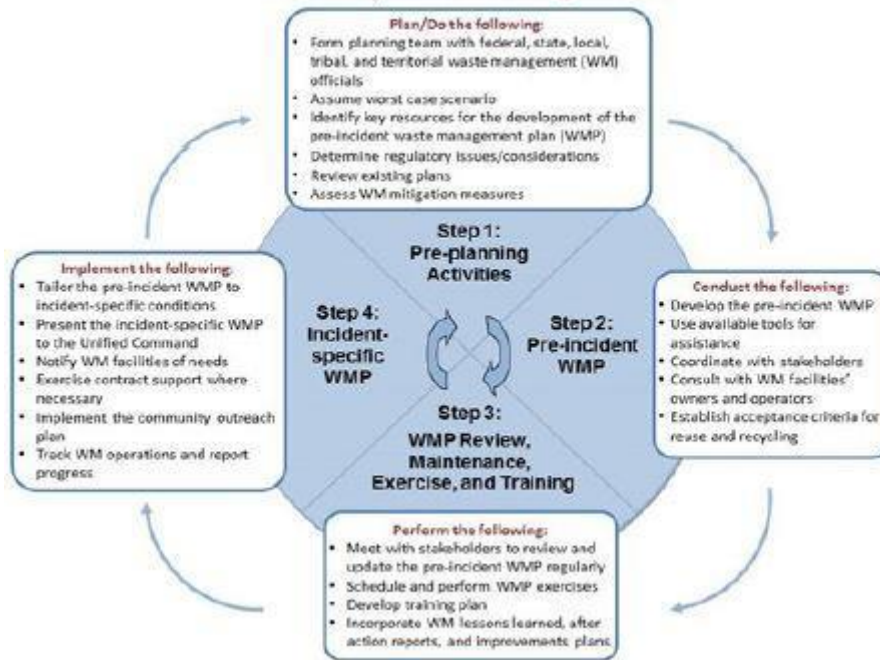 Plan/Do the following:
• Form planning team with federal, state, local,
tribal, and territorial waste management (WM)
officials
• Assume worst case scenario
• Identify key resources for the development of the
pre-incident waste management plan (WMP)
• Determine regulatory issues/considerations
• Review existing plans
• Assess WM mitigation measures
Step 1:
Pre-planning
Activities
Conduct the following:
• Develop the pre-incident WMP
• Use available tools for
assistance
• Coordinate with stakeholders
• Consult with WM facilities'
owners and operators
• Establish acceptance criteria for
reuse and recycling
Step 2:
Pre-incident
WMP
Step 3:
WMP Review,
Maintenance,
Exercise, and Training
Perform the following:
• Meet with stakeholders to review and
update the pre-incident WMP regularly
• Schedule and perform WMP exercises
• Develop training plan
• Incorporate WM lessons learned, after
action reports, and improvements plans
Step 4:
Incident-
specific
WMP
Implement the following:
• Tailor the pre-incident WMP to
incident-specific conditions
• Present the incident-specific WMP
to the Unified Command
• Notify WM facilities of needs
• Exercise contract support where
necessary
• Implement the community outreach
plan
• Track WM operations and report
progress